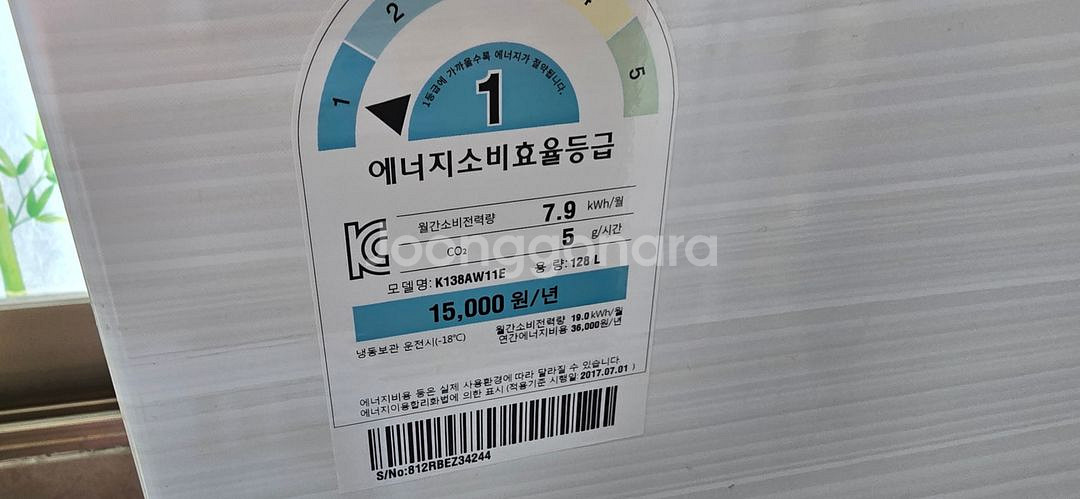 2
4
1
5
1등급에 가까울수록 에너지가 절약됩니다.
1
에너지소비효율등급
월간소비전력량 7.9 kWh/월
CO₂ 5 g/시간
joonggonara
모델명: K138AW11E 용 량: 128 L
15,000 원/년
냉동보관 운전시(-18℃) 월간소비전력량 19.0kWh/월
연간에너지비용 36,000원/년
에너지비용 등은 실제 사용환경에 따라 달라질 수 있습니다.
에너지이용합리화법에 의한 표시 (적용기준 시행일: 2017.07.01 )
S/No:812RBEZ34244